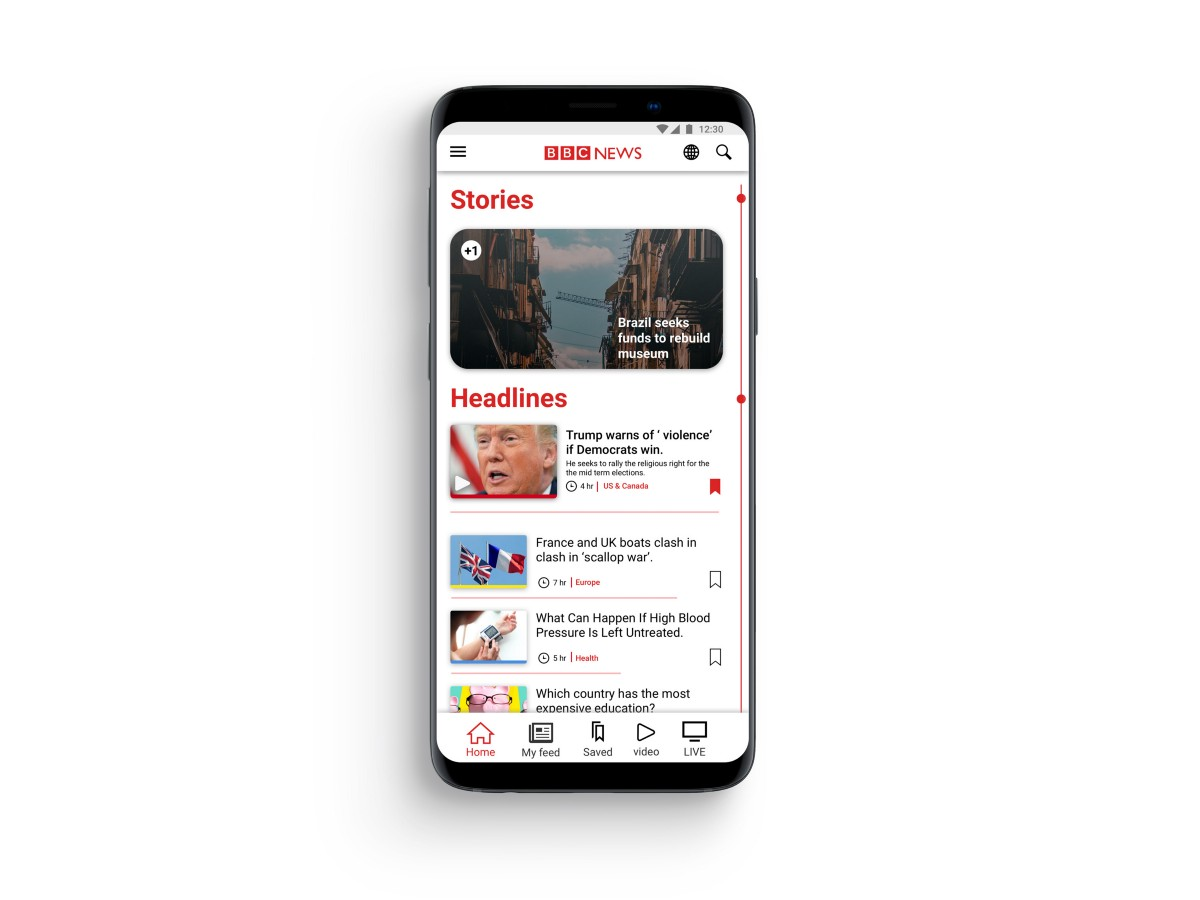 12:30
BBC NEWS
Stories
+1
Brazil seeks
funds to rebuild
museum
Headlines
Trump warns of ‘ violence’
if Democrats win.
He seeks to rally the religious right for the
the mid term elections.
4 hr | US & Canada
France and UK boats clash in
clash in ‘scallop war’.
7 hr | Europe
What Can Happen If High Blood
Pressure Is Left Untreated.
5 hr | Health
Which country has the most
expensive education?
Home My feed Saved video LIVE